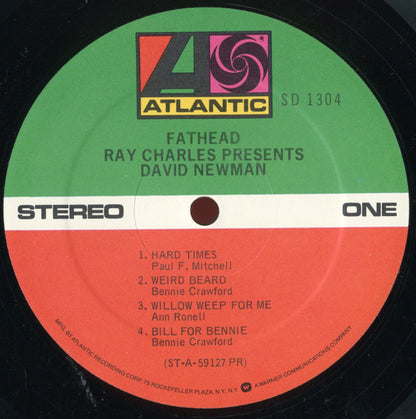 ATLANTIC
SD 1304
FATHEAD
RAY CHARLES PRESENTS
DAVID NEWMAN
STEREO
ONE
1. HARD TIMES
Paul F. Mitchell
2. WEIRD BEARD
Bennie Crawford
3. WILLOW WEEP FOR ME
Ann Ronell
4. BILL FOR BENNIE
Bennie Crawford
(ST-A-59127 PR)
MFG. BY ATLANTIC RECORDING CORP., 75 ROCKEFELLER PLAZA, N.Y., N.Y. A WARNER COMMUNICATIONS COMPANY